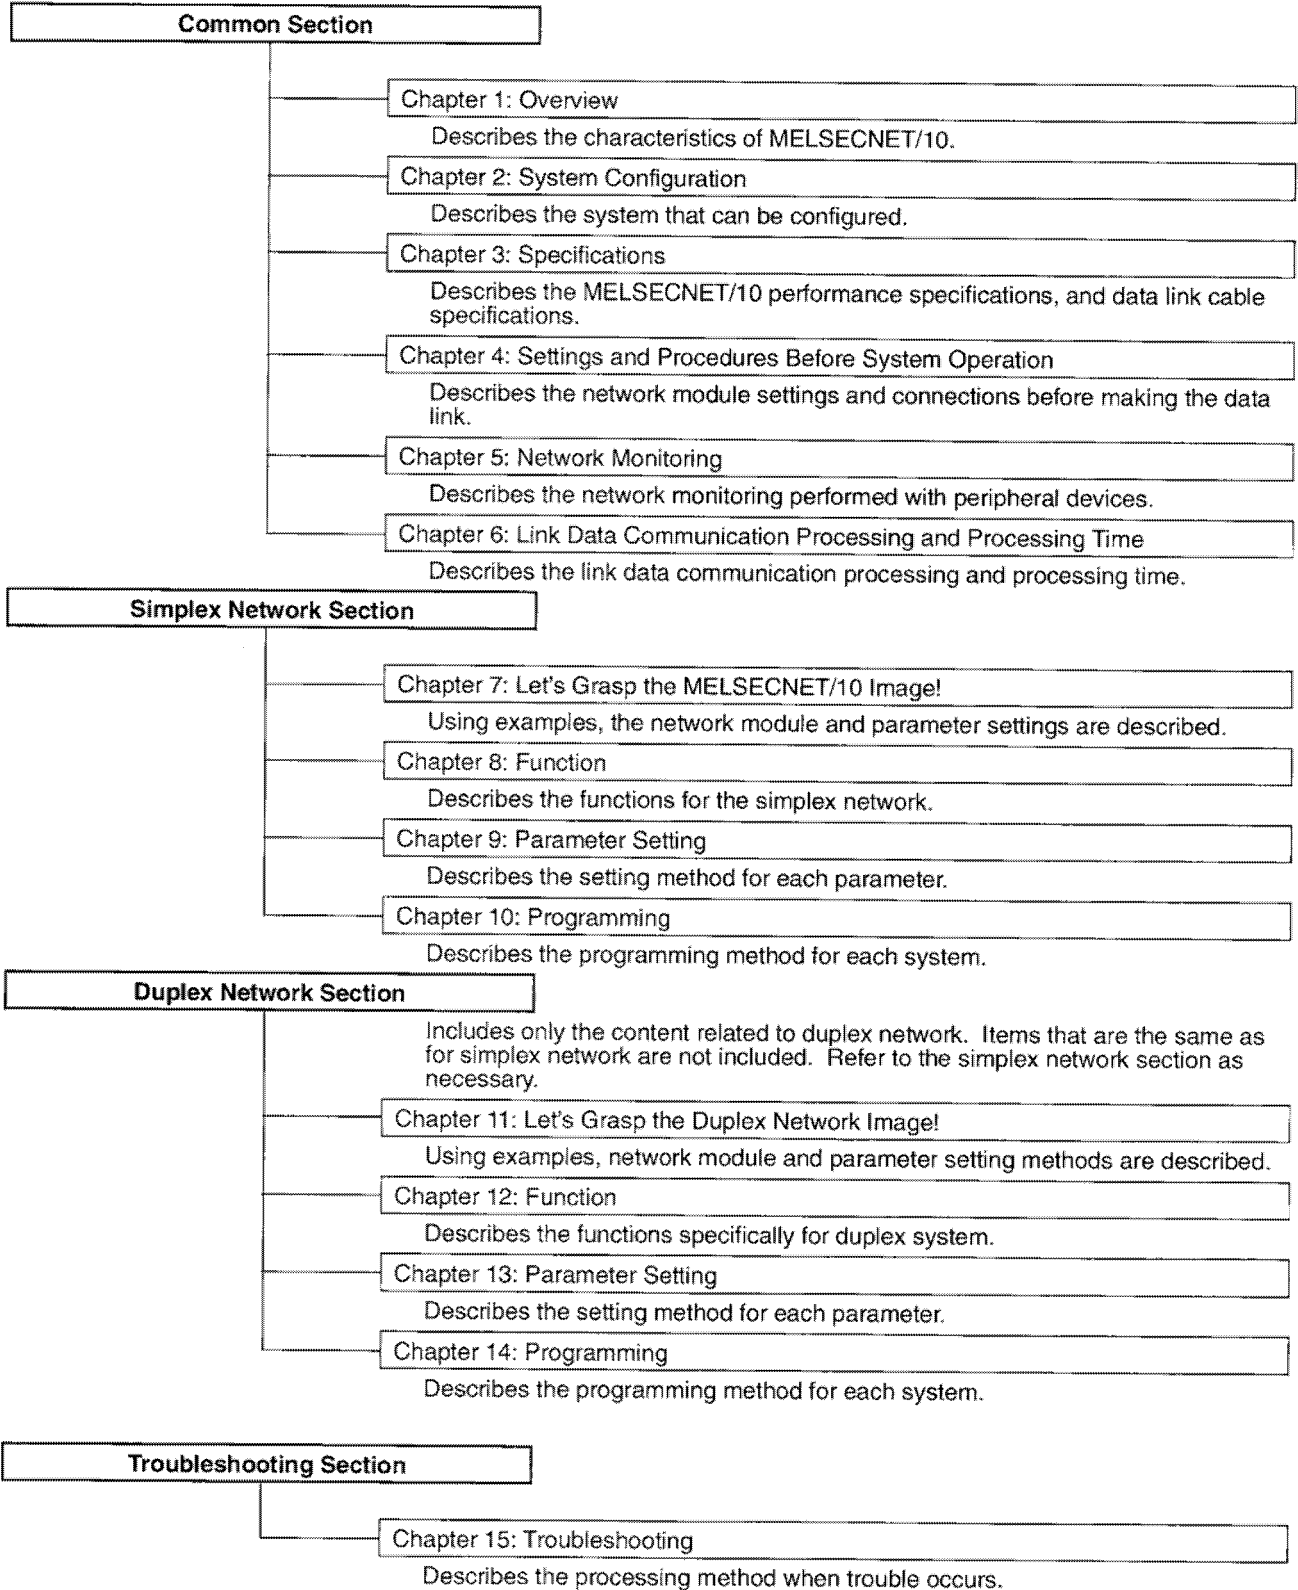 Common Section
Chapter 1: Overview
Describes the characteristics of MELSECNET/10.
Chapter 2: System Configuration
Describes the system that can be configured.
Chapter 3: Specifications
Describes the MELSECNET/10 performance specifications, and data link cable
specifications.
Chapter 4: Settings and Procedures Before System Operation
Describes the network module settings and connections before making the data
link.
Chapter 5: Network Monitoring
Describes the network monitoring performed with peripheral devices.
Chapter 6: Link Data Communication Processing and Processing Time
Describes the link data communication processing and processing time.
Simplex Network Section
Chapter 7: Let's Grasp the MELSECNET/10 Image!
Using examples, the network module and parameter settings are described.
Chapter 8: Function
Describes the functions for the simplex network.
Chapter 9: Parameter Setting
Describes the setting method for each parameter.
Chapter 10: Programming
Describes the programming method for each system.
Duplex Network Section
Includes only the content related to duplex network.  Items that are the same as
for simplex network are not included.  Refer to the simplex network section as
necessary.
Chapter 11: Let's Grasp the Duplex Network Image!
Using examples, network module and parameter setting methods are described.
Chapter 12: Function
Describes the functions specifically for duplex system.
Chapter 13: Parameter Setting
Describes the setting method for each parameter.
Chapter 14: Programming
Describes the programming method for each system.
Troubleshooting Section
Chapter 15: Troubleshooting
Describes the processing method when trouble occurs.